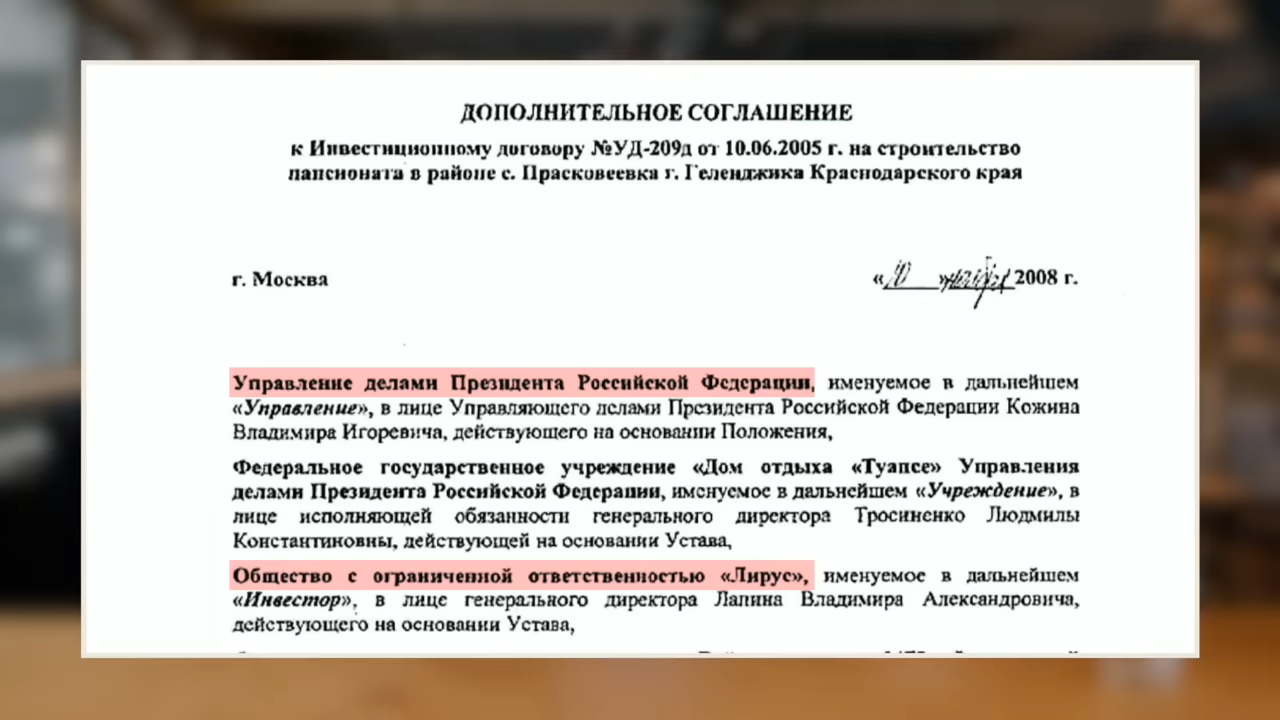 ДОПОЛНИТЕЛЬНОЕ СОГЛАШЕНИЕ
к Инвестиционному договору №УД-209д от 10.06.2005 г. на строительство
пансионата в районе с. Прасковеевка г. Геленджика Краснодарского края
г. Москва
«10» ноября 2008 г.
Управление делами Президента Российской Федерации, именуемое в дальнейшем
«Управление», в лице Управляющего делами Президента Российской Федерации Кожина
Владимира Игоревича, действующего на основании Положения,
Федеральное государственное учреждение «Дом отдыха «Туапсе» Управления
делами Президента Российской Федерации, именуемое в дальнейшем «Учреждение», в
лице исполняющей обязанности генерального директора Тросиненко Людмилы
Константиновны, действующей на основании Устава,
Общество с ограниченной ответственностью «Лирус», именуемое в дальнейшем
«Инвестор», в лице генерального директора Лапина Владимира Александровича,
действующего на основании Устава,